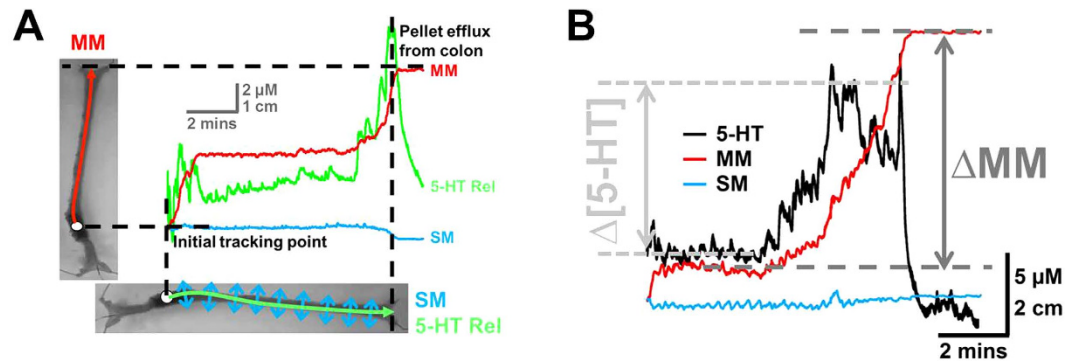 A
MM
Pellet efflux
from colon
MM
2 µM
1 cm
2 mins
5-HT Rel
Initial tracking point
SM
SM
5-HT Rel
B
Δ[5-HT]
5-HT
MM
SM
ΔMM
5 µM
2 cm
2 mins